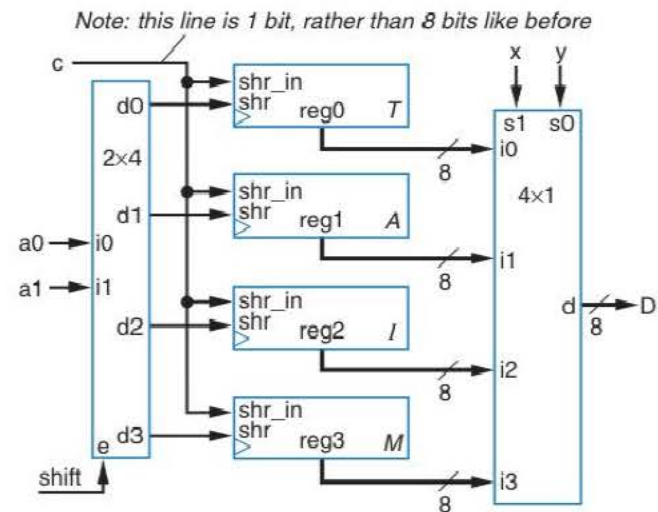 Note: this line is 1 bit, rather than 8 bits like before
c
x y
shr_in
d0 shr
reg0 T
s1 s0
2×4
8
i0
4×1
shr_in
d1 shr
reg1 A
a0 i0
8
i1
a1 i1
shr_in
d2 shr
reg2 I
d
8
D
8
i2
shr_in
d3 shr
reg3 M
e
shift
8
i3